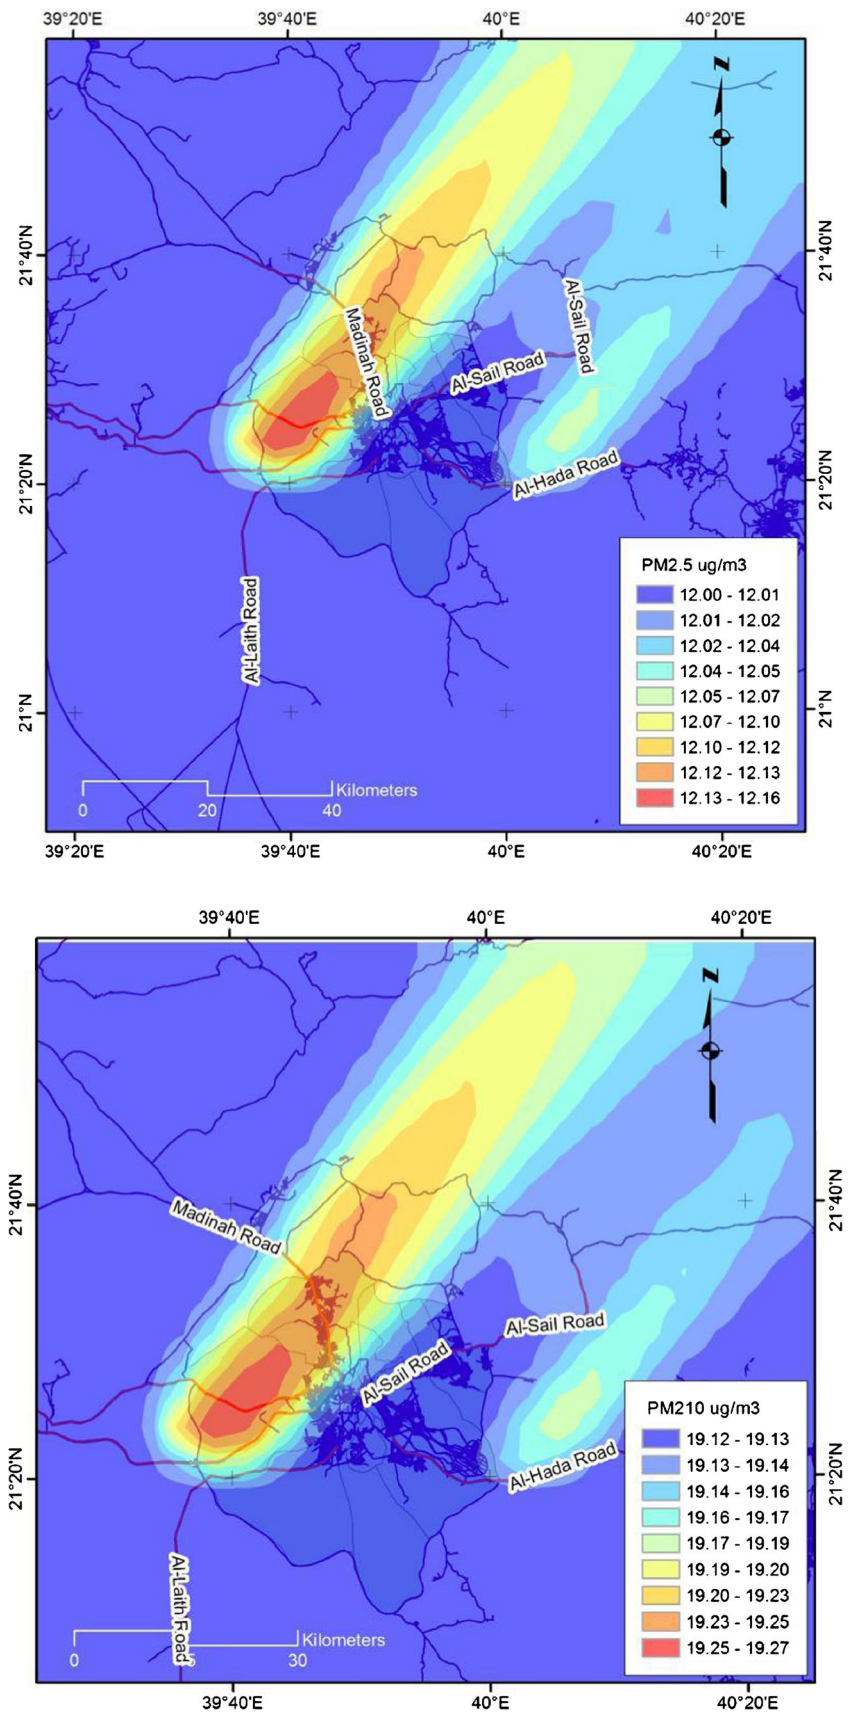 39°20'E 39°40'E 40°E 40°20'E
N
21°40'N 21°40'N
Al-Sail Road
Madinah Road
Al-Sail Road
21°20'N 21°20'N
Al-Hada Road
PM2.5 ug/m3
12.00 - 12.01
12.01 - 12.02
12.02 - 12.04
12.04 - 12.05
12.05 - 12.07
12.07 - 12.10
12.10 - 12.12
12.12 - 12.13
12.13 - 12.16
Al-Laith Road
21°N 21°N
Kilometers
0 20 40
39°20'E 39°40'E 40°E 40°20'E
39°40'E 40°E 40°20'E
N
21°40'N 21°40'N
Madinah Road
Al-Sail Road
Al-Sail Road
21°20'N 21°20'N
Al-Hada Road
PM210 ug/m3
19.12 - 19.13
19.13 - 19.14
19.14 - 19.16
19.16 - 19.17
19.17 - 19.19
19.19 - 19.20
19.20 - 19.23
19.23 - 19.25
19.25 - 19.27
Al-Laith Road
Kilometers
0 30
39°40'E 40°E 40°20'E